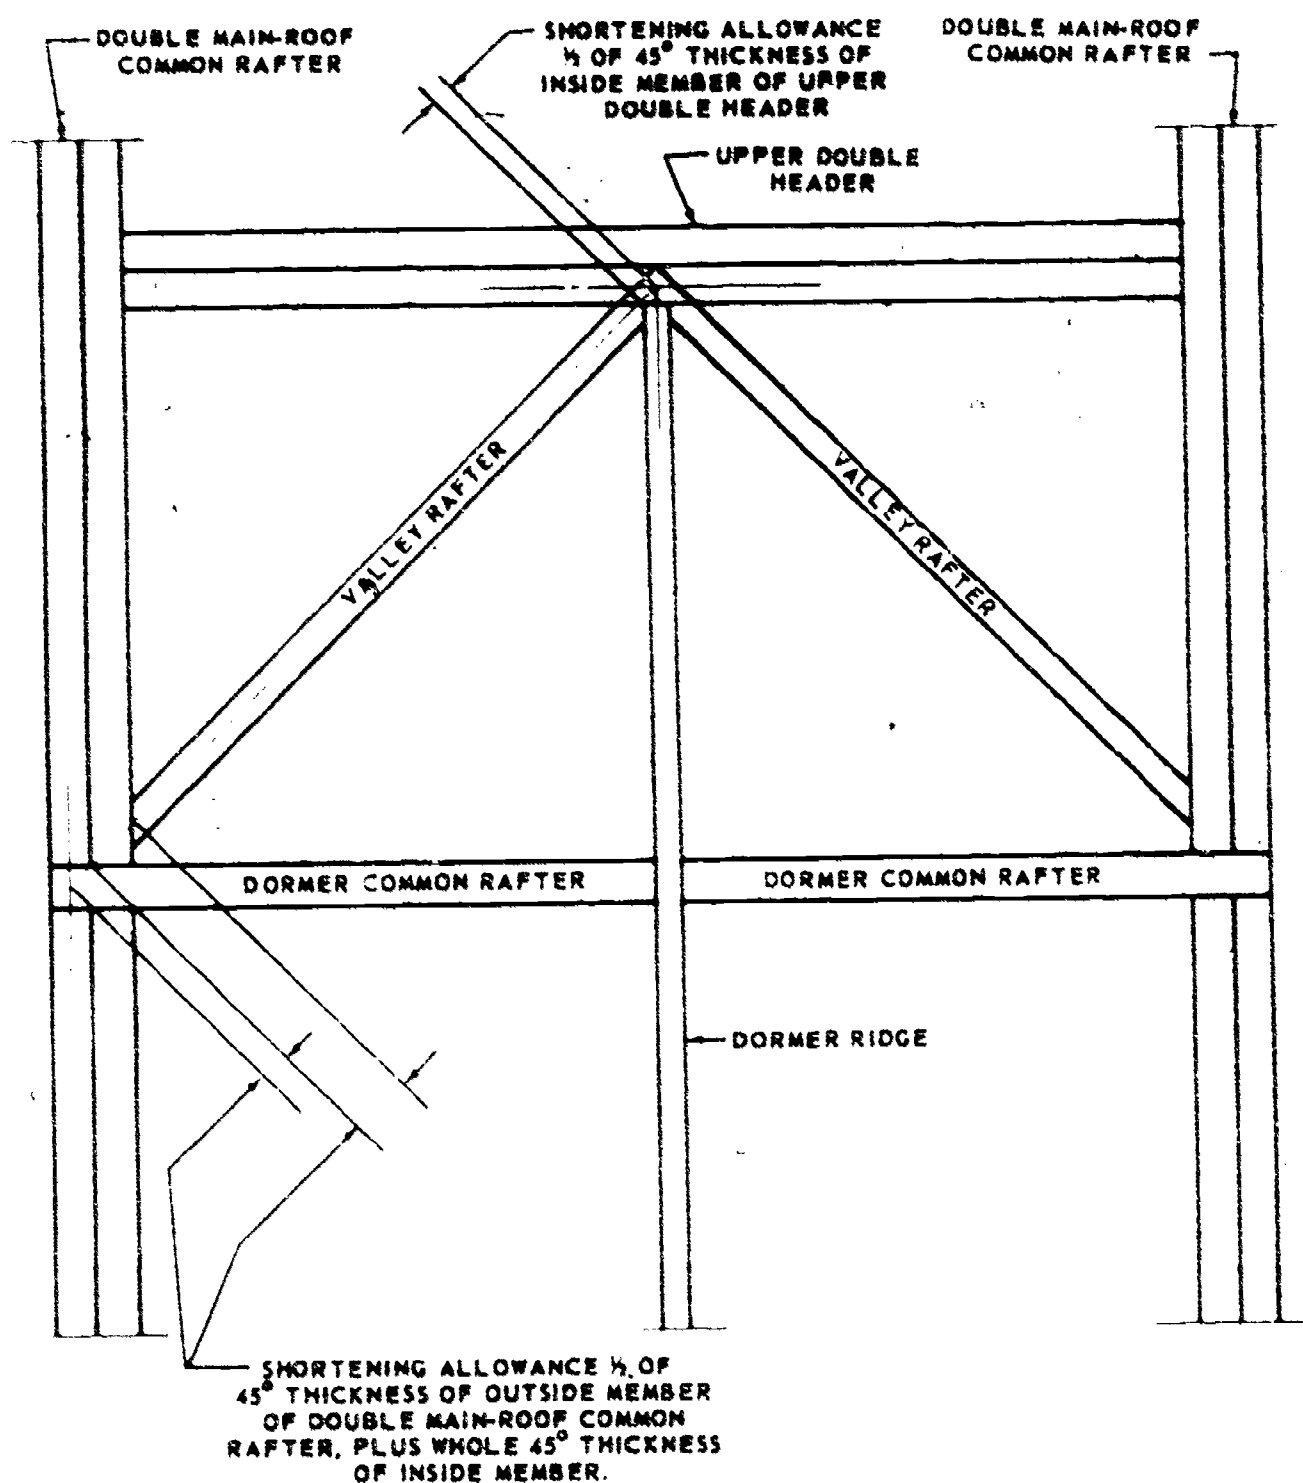 DOUBLE MAIN-ROOF
COMMON RAFTER
SHORTENING ALLOWANCE
½ OF 45° THICKNESS OF
INSIDE MEMBER OF UPPER
DOUBLE HEADER
DOUBLE MAIN-ROOF
COMMON RAFTER
UPPER DOUBLE
HEADER
VALLEY RAFTER
VALLEY RAFTER
DORMER COMMON RAFTER
DORMER COMMON RAFTER
DORMER RIDGE
SHORTENING ALLOWANCE ½ OF
45° THICKNESS OF OUTSIDE MEMBER
OF DOUBLE MAIN-ROOF COMMON
RAFTER, PLUS WHOLE 45° THICKNESS
OF INSIDE MEMBER.